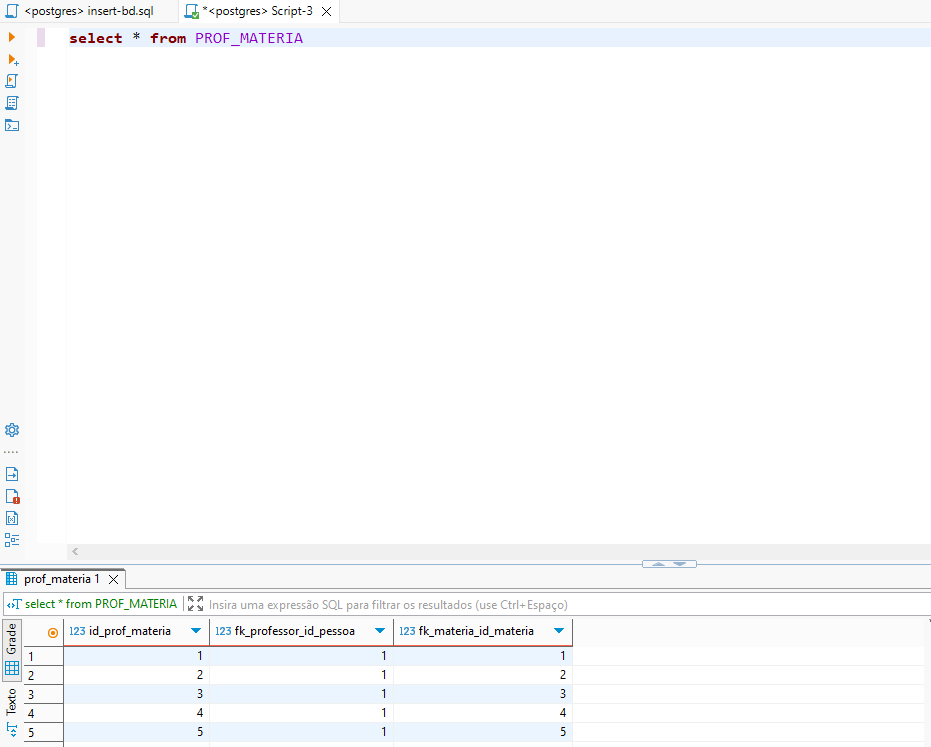 <postgres> insert-bd.sql *<postgres> Script-3
select * from PROF_MATERIA
prof_materia 1
select * from PROF_MATERIA Insira uma expressão SQL para filtrar os resultados (use Ctrl+Espaço)
Grade
Texto
123 id_prof_materia 123 fk_professor_id_pessoa 123 fk_materia_id_materia
1 1 1 1
2 2 1 2
3 3 1 3
4 4 1 4
5 5 1 5